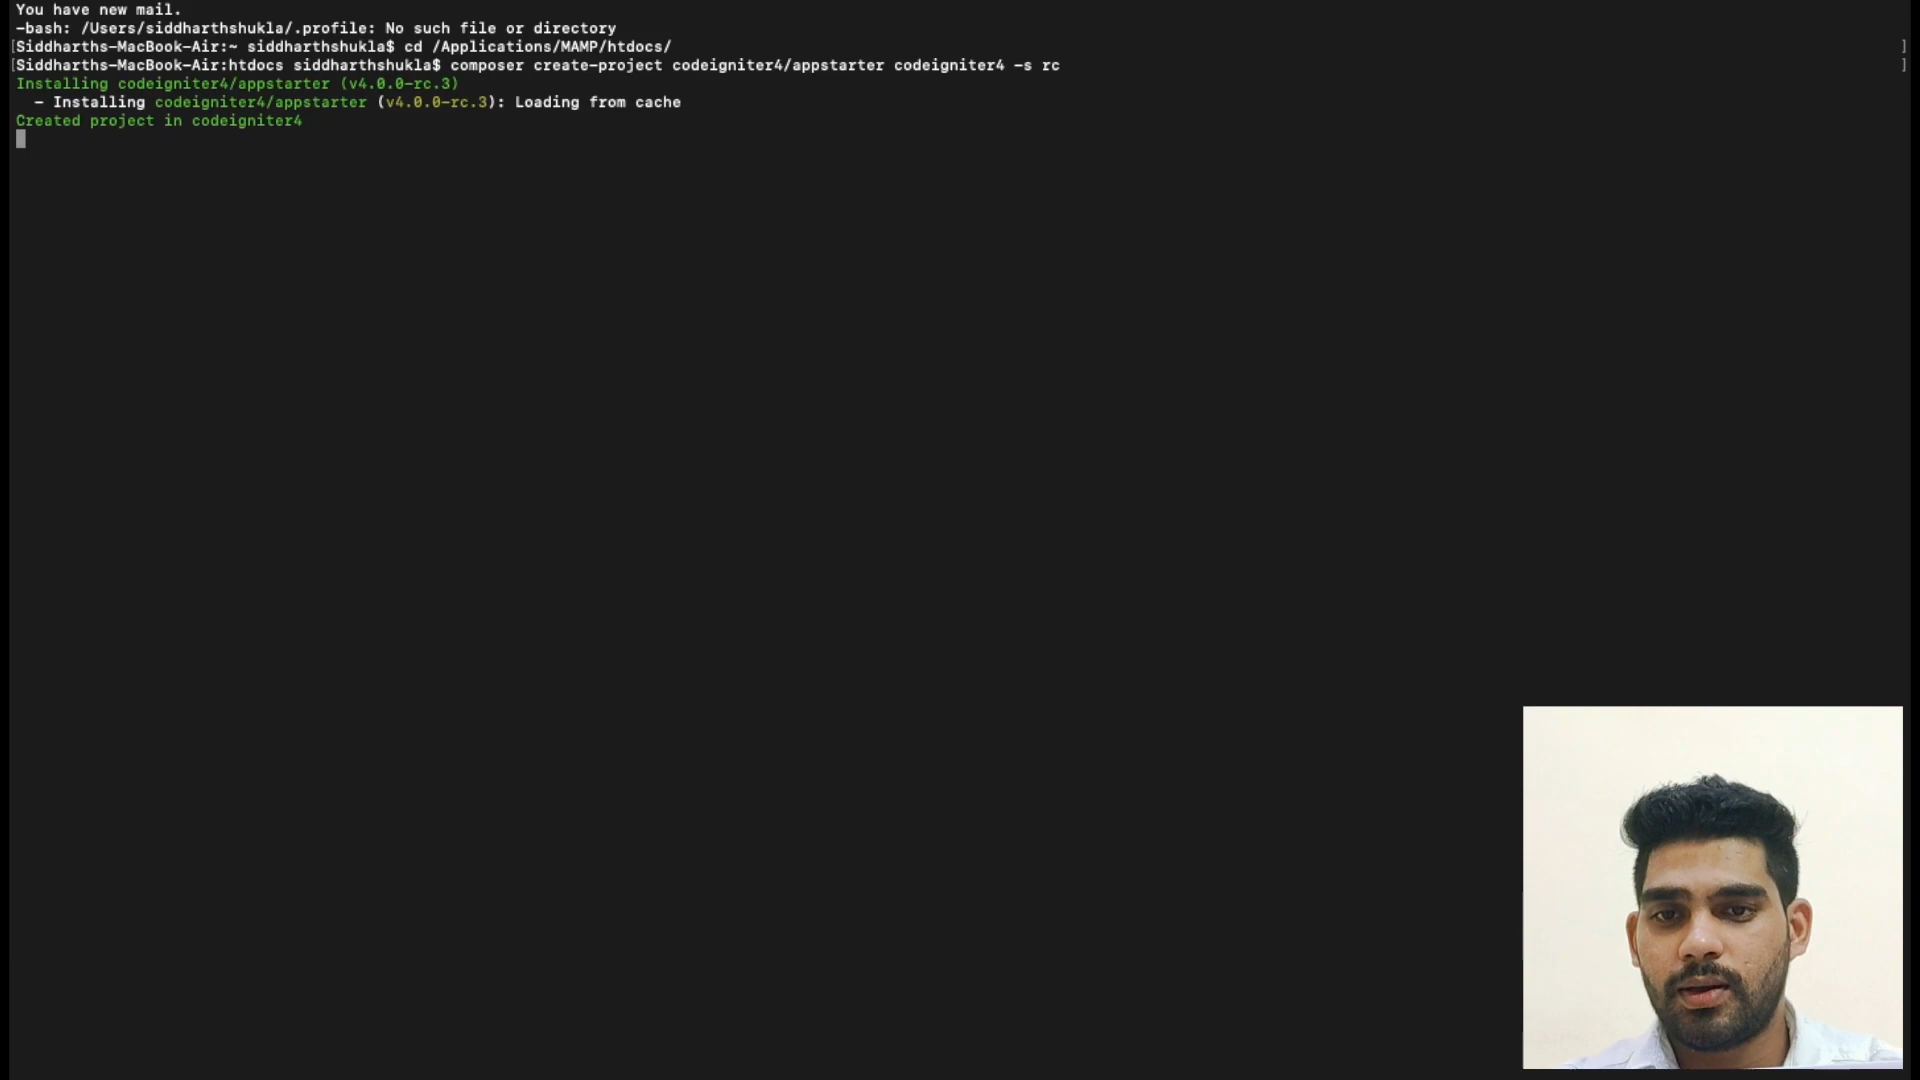 You have new mail.
-bash: /Users/siddharthshukla/.profile: No such file or directory
[Siddharths-MacBook-Air:~ siddharthshukla$ cd /Applications/MAMP/htdocs/ ]
[Siddharths-MacBook-Air:htdocs siddharthshukla$ composer create-project codeigniter4/appstarter codeigniter4 -s rc ]
Installing codeigniter4/appstarter (v4.0.0-rc.3)
  - Installing codeigniter4/appstarter (v4.0.0-rc.3): Loading from cache
Created project in codeigniter4